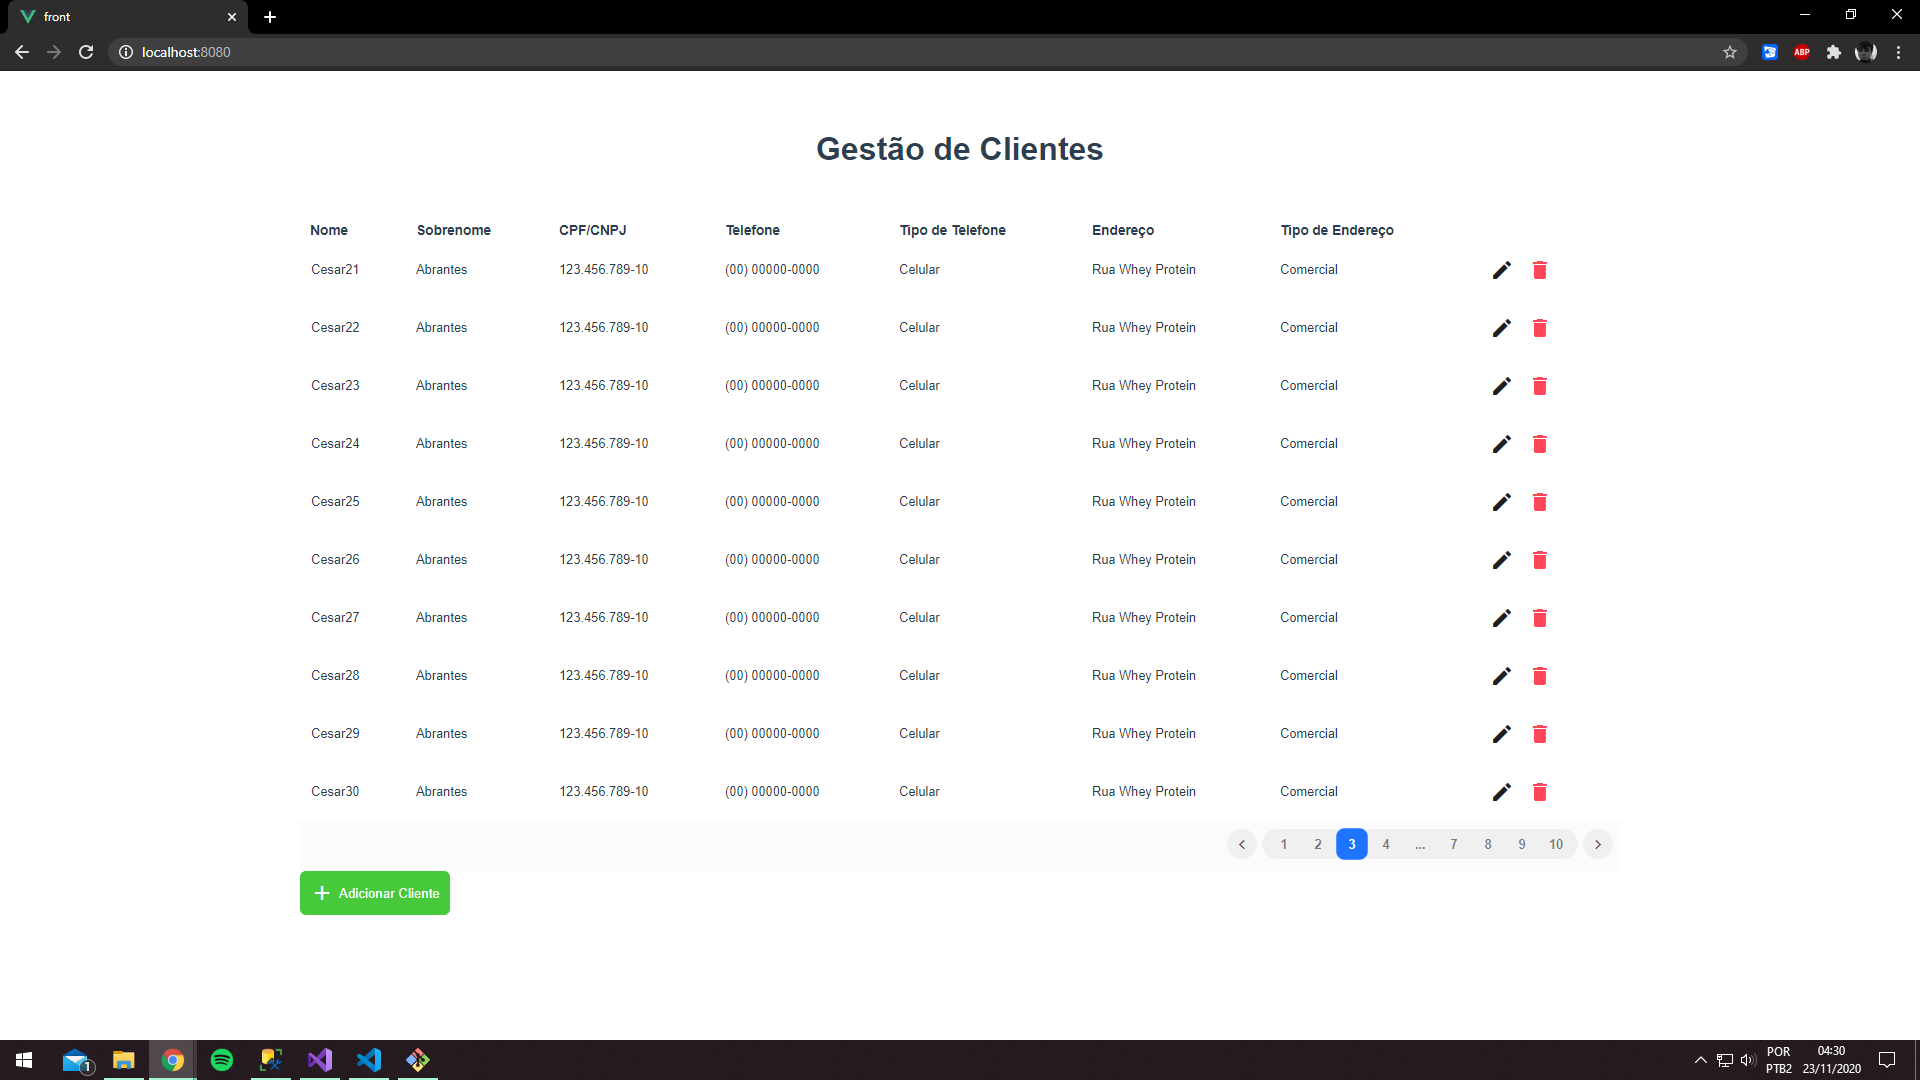 front
localhost:8080
ABP
Gestão de Clientes
Nome Sobrenome CPF/CNPJ Telefone Tipo de Telefone Endereço Tipo de Endereço
Cesar21 Abrantes 123.456.789-10 (00) 00000-0000 Celular Rua Whey Protein Comercial
Cesar22 Abrantes 123.456.789-10 (00) 00000-0000 Celular Rua Whey Protein Comercial
Cesar23 Abrantes 123.456.789-10 (00) 00000-0000 Celular Rua Whey Protein Comercial
Cesar24 Abrantes 123.456.789-10 (00) 00000-0000 Celular Rua Whey Protein Comercial
Cesar25 Abrantes 123.456.789-10 (00) 00000-0000 Celular Rua Whey Protein Comercial
Cesar26 Abrantes 123.456.789-10 (00) 00000-0000 Celular Rua Whey Protein Comercial
Cesar27 Abrantes 123.456.789-10 (00) 00000-0000 Celular Rua Whey Protein Comercial
Cesar28 Abrantes 123.456.789-10 (00) 00000-0000 Celular Rua Whey Protein Comercial
Cesar29 Abrantes 123.456.789-10 (00) 00000-0000 Celular Rua Whey Protein Comercial
Cesar30 Abrantes 123.456.789-10 (00) 00000-0000 Celular Rua Whey Protein Comercial
1 2 3 4 ... 7 8 9 10
Adicionar Cliente
1
POR 04:30
PTB2 23/11/2020